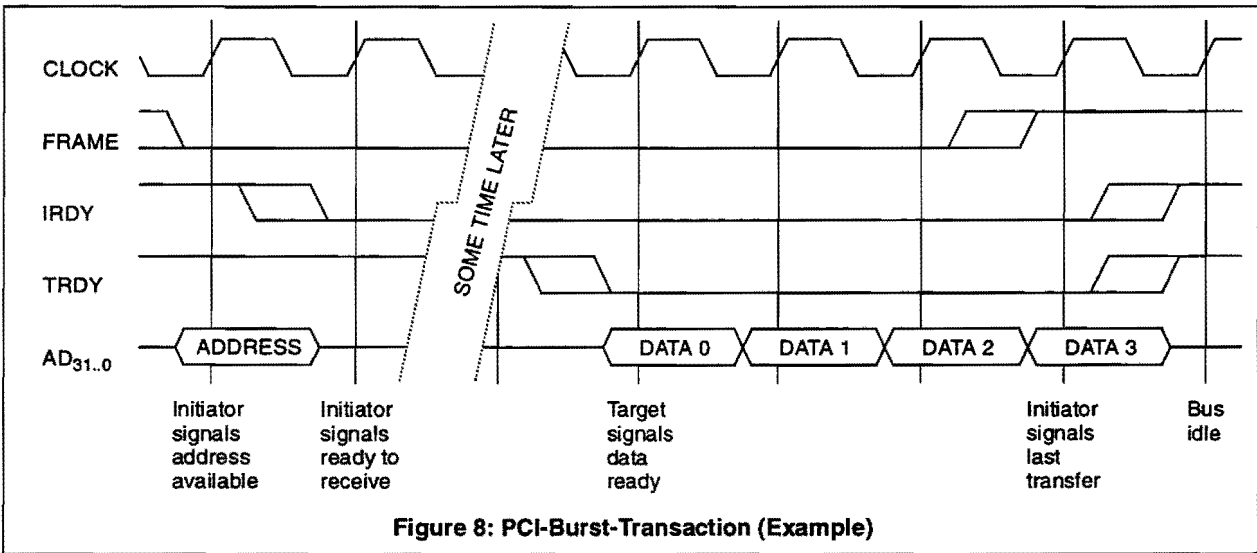 CLOCK
FRAME
IRDY
TRDY
AD31..0
SOME TIME LATER
ADDRESS
DATA 0
DATA 1
DATA 2
DATA 3
Initiator
signals
address
available
Initiator
signals
ready to
receive
Target
signals
data
ready
Initiator
signals
last
transfer
Bus
idle
Figure 8: PCI-Burst-Transaction (Example)